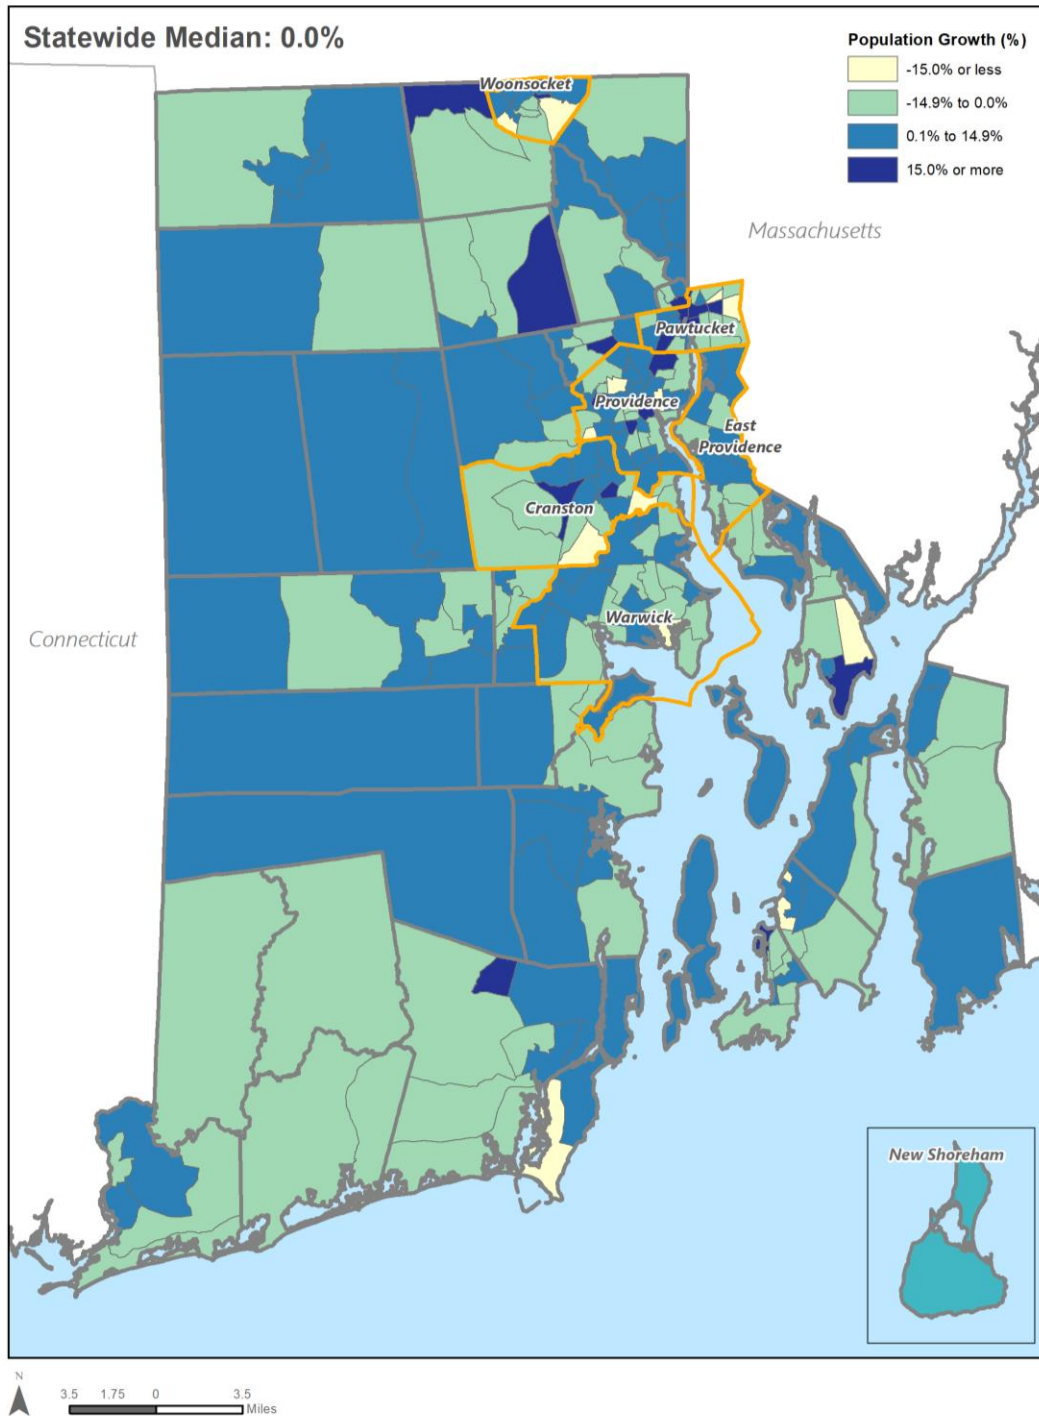 Statewide Median: 0.0%
Population Growth (%)
-15.0% or less
-14.9% to 0.0%
0.1% to 14.9%
15.0% or more
Woonsocket
Massachusetts
Pawtucket
Providence
East
Providence
Cranston
Warwick
Connecticut
New Shoreham
N
3.5 1.75 0 3.5
Miles